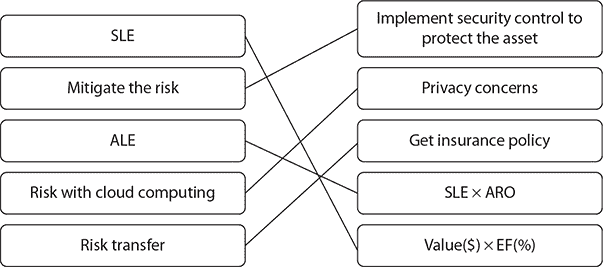 SLE
Mitigate the risk
ALE
Risk with cloud computing
Risk transfer
Implement security control to
protect the asset
Privacy concerns
Get insurance policy
SLE × ARO
Value($) × EF(%)